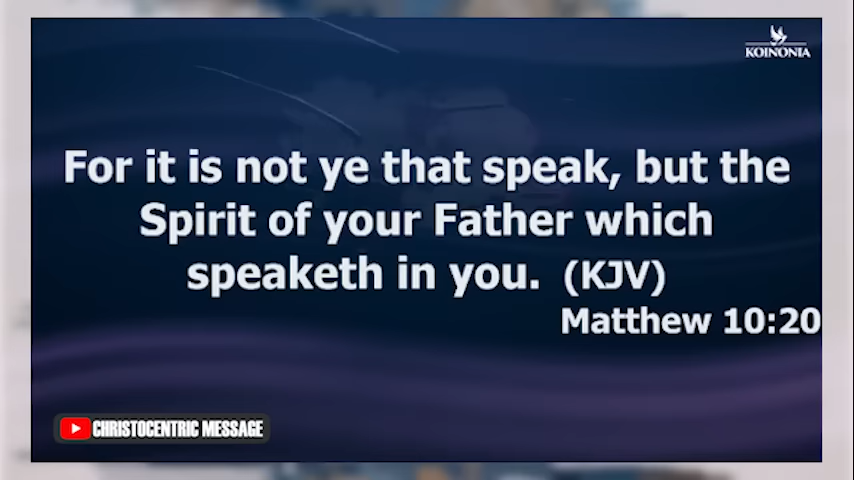 KOINONIA
For it is not ye that speak, but the
Spirit of your Father which
speaketh in you. (KJV)
Matthew 10:20
CHRISTOCENTRIC MESSAGE